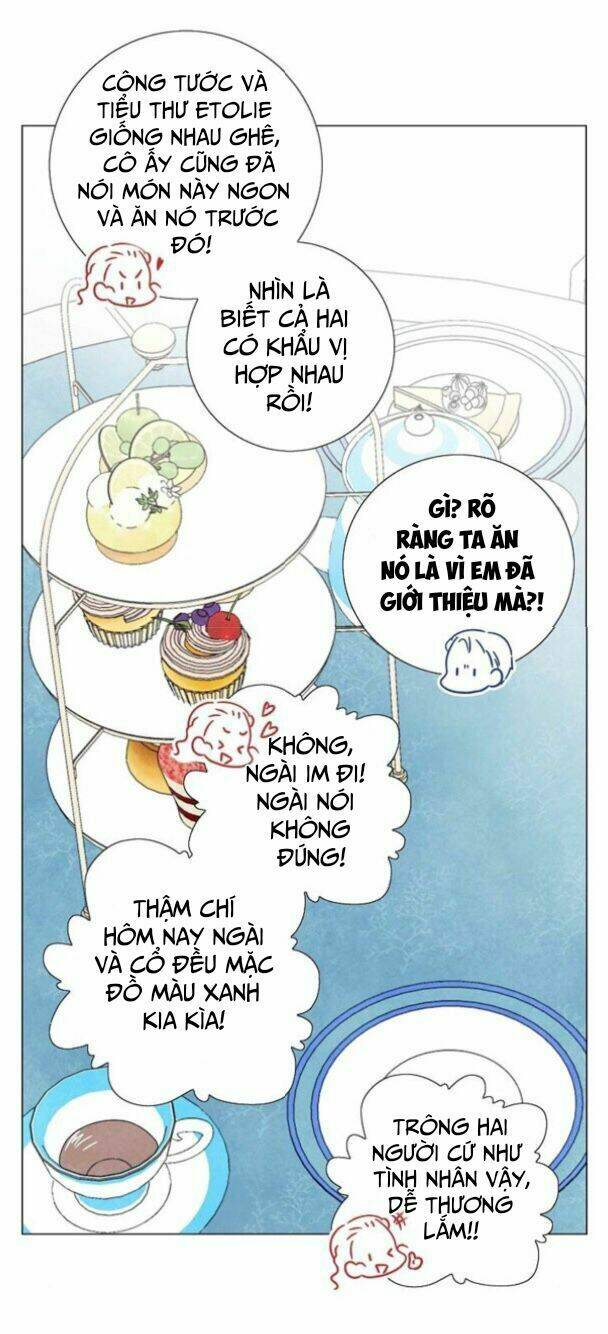 CÔNG TƯỚC VÀ
TIỂU THƯ ETOLIE
GIỐNG NHAU GHÊ,
CÔ ẤY CŨNG ĐÃ
NÓI MÓN NÀY NGON
VÀ ĂN NÓ TRƯỚC
ĐÓ!
NHÌN LÀ
BIẾT CẢ HAI
CÓ KHẨU VỊ
HỢP NHAU
RỒI!
GÌ? RÕ
RÀNG TA ĂN
NÓ LÀ VÌ EM ĐÃ
GIỚI THIỆU MÀ?!
KHÔNG,
NGÀI IM ĐI!
NGÀI NÓI
KHÔNG
ĐÚNG!
THẬM CHÍ
HÔM NAY NGÀI
VÀ CỔ ĐỀU MẶC
ĐỒ MÀU XANH
KIA KÌA!
TRÔNG HAI
NGƯỜI CỨ NHƯ
TÌNH NHÂN VẬY,
DỄ THƯƠNG
LẮM!!